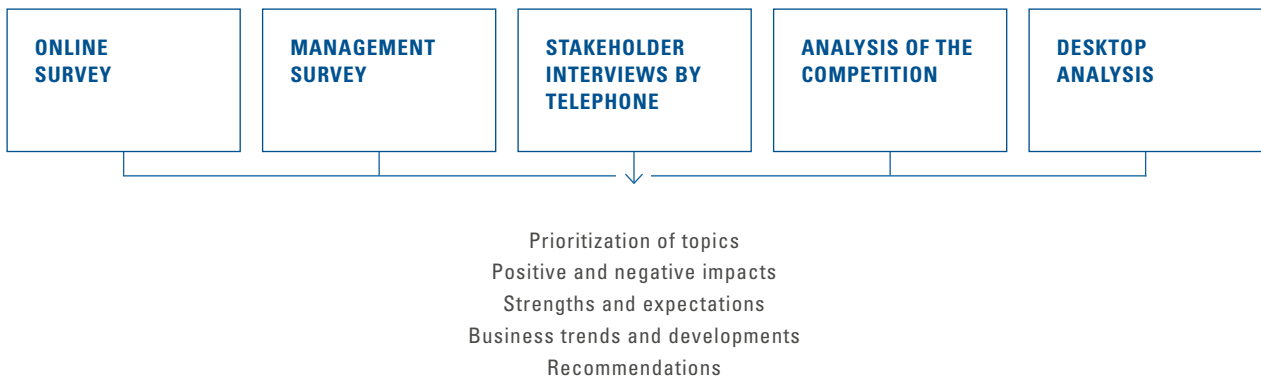 ONLINE
SURVEY
MANAGEMENT
SURVEY
STAKEHOLDER
INTERVIEWS BY
TELEPHONE
ANALYSIS OF THE
COMPETITION
DESKTOP
ANALYSIS
Prioritization of topics
Positive and negative impacts
Strengths and expectations
Business trends and developments
Recommendations